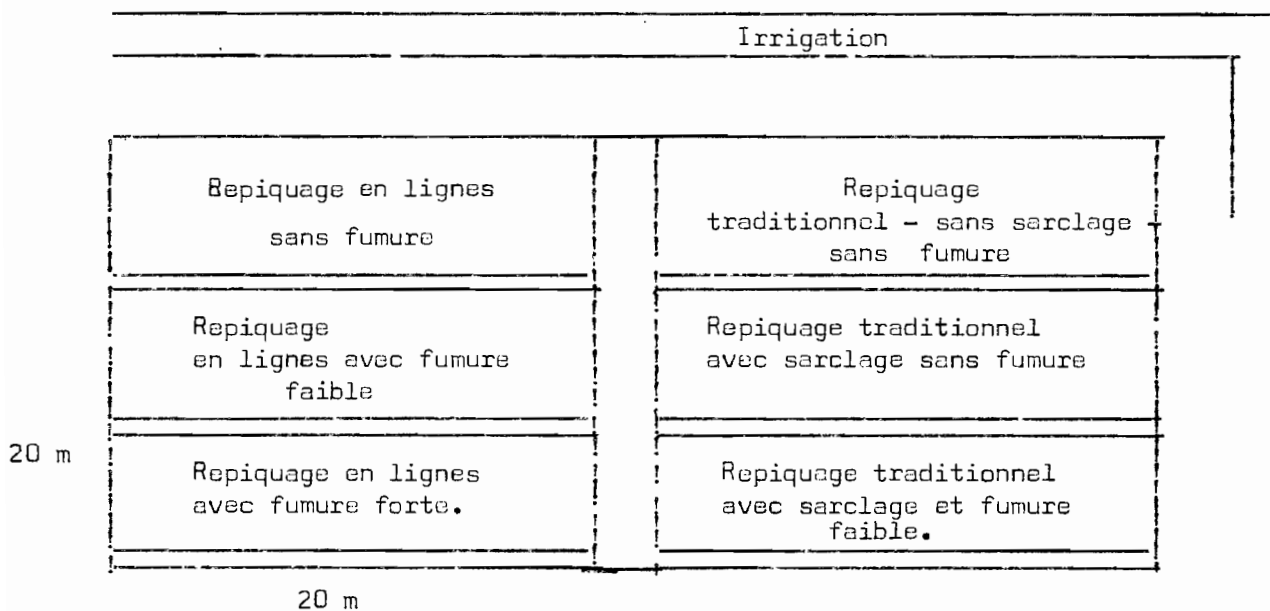 Irrigation
Repiquage en lignes
sans fumure
Repiquage
traditionnel - sans sarclage -
sans fumure
Repiquage
en lignes avec fumure
faible
Repiquage traditionnel
avec sarclage sans fumure
20 m
Repiquage en lignes
avec fumure forte.
Repiquage traditionnel
avec sarclage et fumure
faible.
20 m